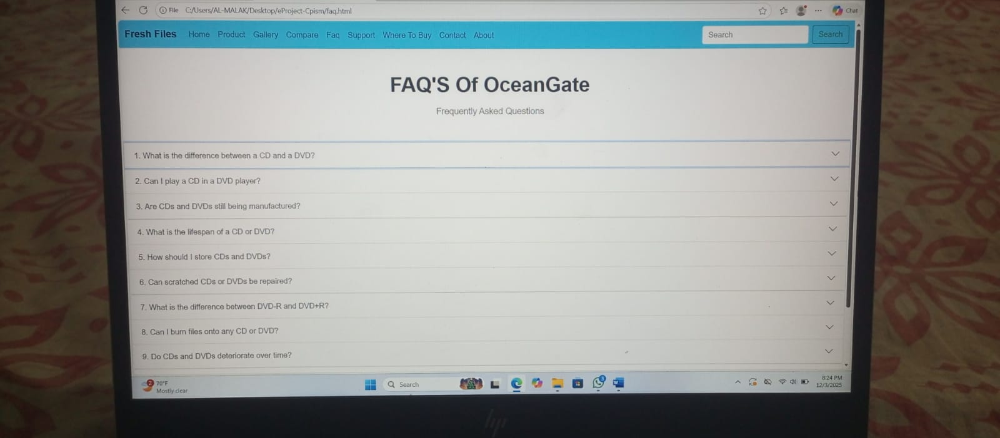 File C:/Users/AL-MALAK/Desktop/eProject-Cpism/faq.html
Chat
Fresh Files Home Product Gallery Compare Faq Support Where To Buy Contact About Search Search
FAQ'S Of OceanGate
Frequently Asked Questions
1. What is the difference between a CD and a DVD?
2. Can I play a CD in a DVD player?
3. Are CDs and DVDs still being manufactured?
4. What is the lifespan of a CD or DVD?
5. How should I store CDs and DVDs?
6. Can scratched CDs or DVDs be repaired?
7. What is the difference between DVD-R and DVD+R?
8. Can I burn files onto any CD or DVD?
9. Do CDs and DVDs deteriorate over time?
2 70°F
Mostly clear
Search
8:24 PM
12/3/2025
hp